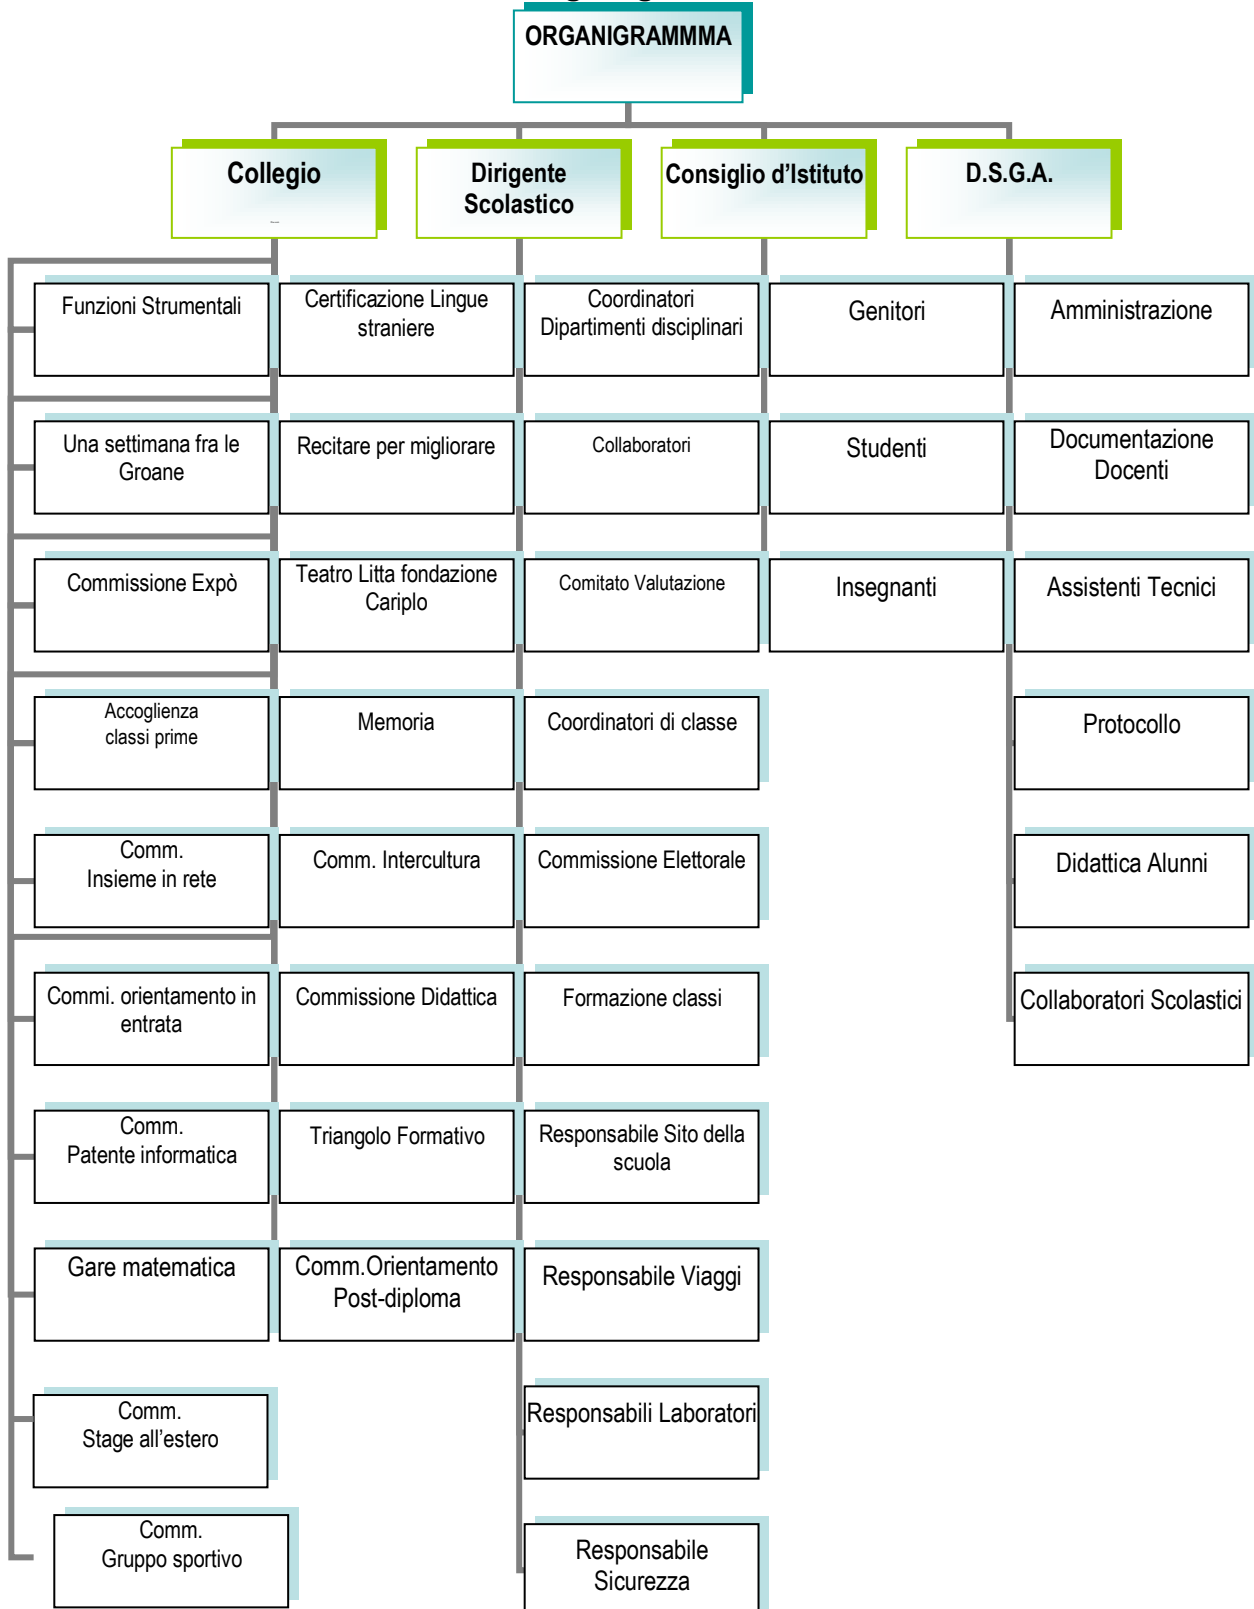 ORGANIGRAMMMA
Collegio
Dirigente
Scolastico
Consiglio d'Istituto
D.S.G.A.
Funzioni Strumentali
Certificazione Lingue
straniere
Coordinatori
Dipartimenti disciplinari
Genitori
Amministrazione
Una settimana fra le
Groane
Recitare per migliorare
Collaboratori
Studenti
Documentazione
Docenti
Commissione Expò
Teatro Litta fondazione
Cariplo
Comitato Valutazione
Insegnanti
Assistenti Tecnici
Accoglienza
classi prime
Memoria
Coordinatori di classe
Protocollo
Comm.
Insieme in rete
Comm. Intercultura
Commissione Elettorale
Didattica Alunni
Commi. orientamento in
entrata
Commissione Didattica
Formazione classi
Collaboratori Scolastici
Comm.
Patente informatica
Triangolo Formativo
Responsabile Sito della
scuola
Gare matematica
Comm.Orientamento
Post-diploma
Responsabile Viaggi
Comm.
Stage all'estero
Responsabili Laboratori
Comm.
Gruppo sportivo
Responsabile
Sicurezza